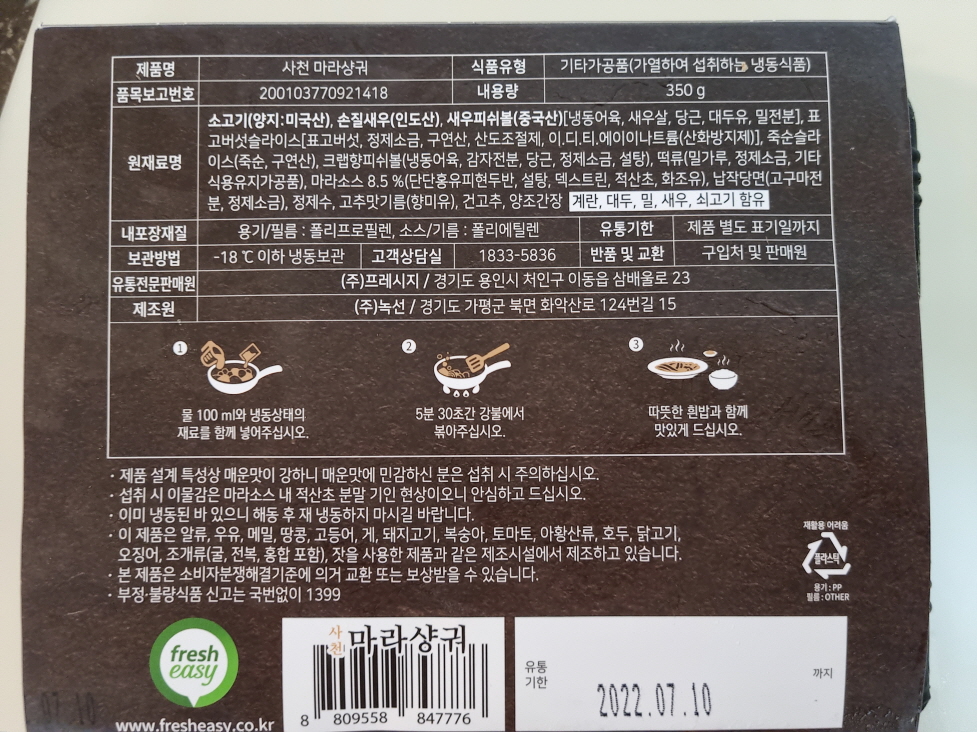 제품명 사천 마라샹궈 식품유형 기타가공품(가열하여 섭취하는 냉동식품)
품목보고번호 200103770921418 내용량 350 g
원재료명
소고기(양지:미국산), 손질새우(인도산), 새우피쉬볼(중국산)[냉동어육, 새우살, 당근, 대두유, 밀전분], 표
고버섯슬라이스[표고버섯, 정제소금, 구연산, 산도조절제, 이.디.티.에이이나트륨(산화방지제)], 죽순슬라
이스(죽순, 구연산), 크랩향피쉬볼(냉동어육, 감자전분, 당근, 정제소금, 설탕), 떡류(밀가루, 정제소금, 기타
식용유지가공품), 마라소스 8.5 %(단단홍유피현두반, 설탕, 덱스트린, 적산초, 화조유), 납작당면(고구마전
분, 정제소금), 정제수, 고추맛기름(향미유), 건고추, 양조간장 계란, 대두, 밀, 새우, 쇠고기 함유
내포장재질 용기/필름 : 폴리프로필렌, 소스/기름 : 폴리에틸렌 유통기한 제품 별도 표기일까지
보관방법 -18 ℃ 이하 냉동보관 고객상담실 1833-5836 반품 및 교환 구입처 및 판매원
유통전문판매원 (주)프레시지 / 경기도 용인시 처인구 이동읍 삼배울로 23
제조원 (주)녹선 / 경기도 가평군 북면 화악산로 124번길 15
1
물 100 ml와 냉동상태의
재료를 함께 넣어주십시오.
2
5분 30초간 강불에서
볶아주십시오.
3
따뜻한 흰밥과 함께
맛있게 드십시오.
· 제품 설계 특성상 매운맛이 강하니 매운맛에 민감하신 분은 섭취 시 주의하십시오.
· 섭취 시 이물감은 마라소스 내 적산초 분말 기인 현상이오니 안심하고 드십시오.
· 이미 냉동된 바 있으니 해동 후 재 냉동하지 마시길 바랍니다.
· 이 제품은 알류, 우유, 메밀, 땅콩, 고등어, 게, 돼지고기, 복숭아, 토마토, 아황산류, 호두, 닭고기,
오징어, 조개류(굴, 전복, 홍합 포함), 잣을 사용한 제품과 같은 제조시설에서 제조하고 있습니다.
· 본 제품은 소비자분쟁해결기준에 의거 교환 또는 보상받을 수 있습니다.
· 부정·불량식품 신고는 국번없이 1399
재활용 어려움
플라스틱
용기 : PP
필름 : OTHER
fresh
easy
www.fresheasy.co.kr
사천 마라샹궈
8 809558 847776
유통
기한
2022.07.10
까지
07.10